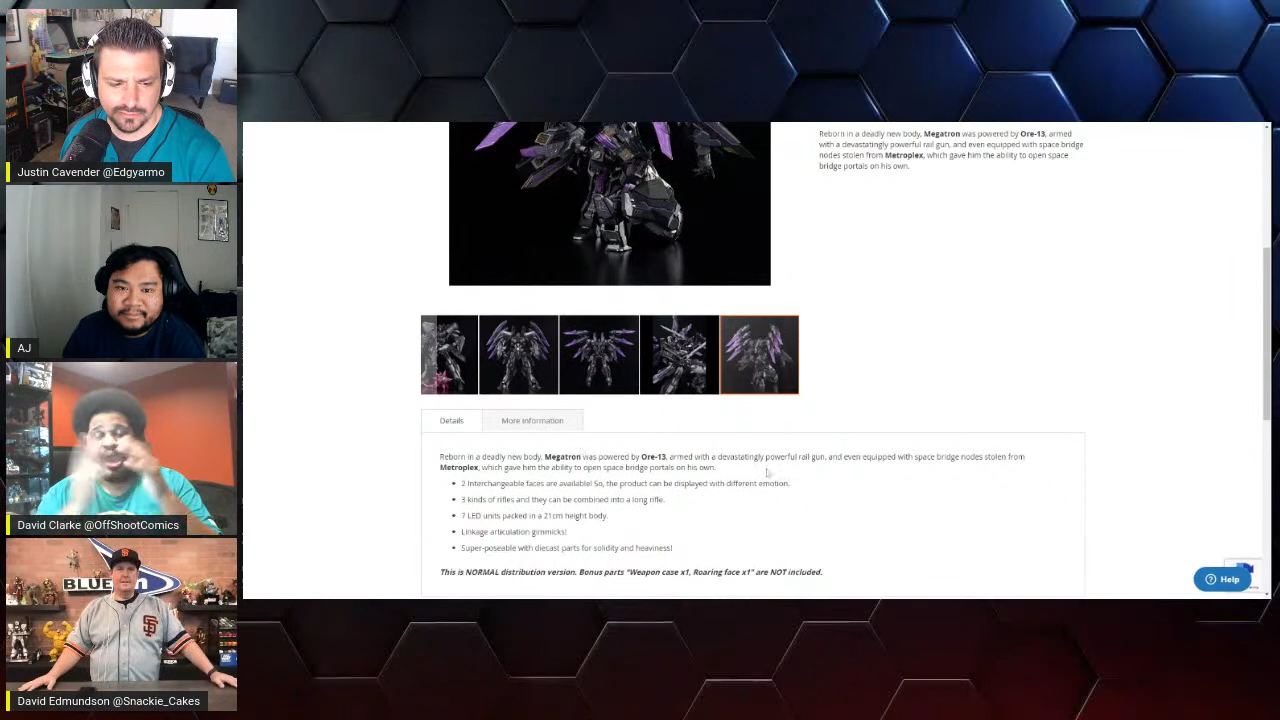 Justin Cavender @Edgyarmo
AJ
David Clarke @OffShootComics
BLUE
SF
David Edmundson @Snackie_Cakes
Reborn in a deadly new body, Megatron was powered by Ore-13, armed
with a devastatingly powerful rail gun, and even equipped with space bridge
nodes stolen from Metroplex, which gave him the ability to open space
bridge portals on his own.
Details
More Information
Reborn in a deadly new body, Megatron was powered by Ore-13, armed with a devastatingly powerful rail gun, and even equipped with space bridge nodes stolen from
Metroplex, which gave him the ability to open space bridge portals on his own.
2 Interchangeable faces are available! So, the product can be displayed with different emotion.
3 kinds of rifles and they can be combined into a long rifle.
7 LED units packed in a 21cm height body.
Linkage articulation gimmicks!
Super-poseable with diecast parts for solidity and heaviness!
This is NORMAL distribution version. Bonus parts "Weapon case x1, Roaring face x1" are NOT included.
Help